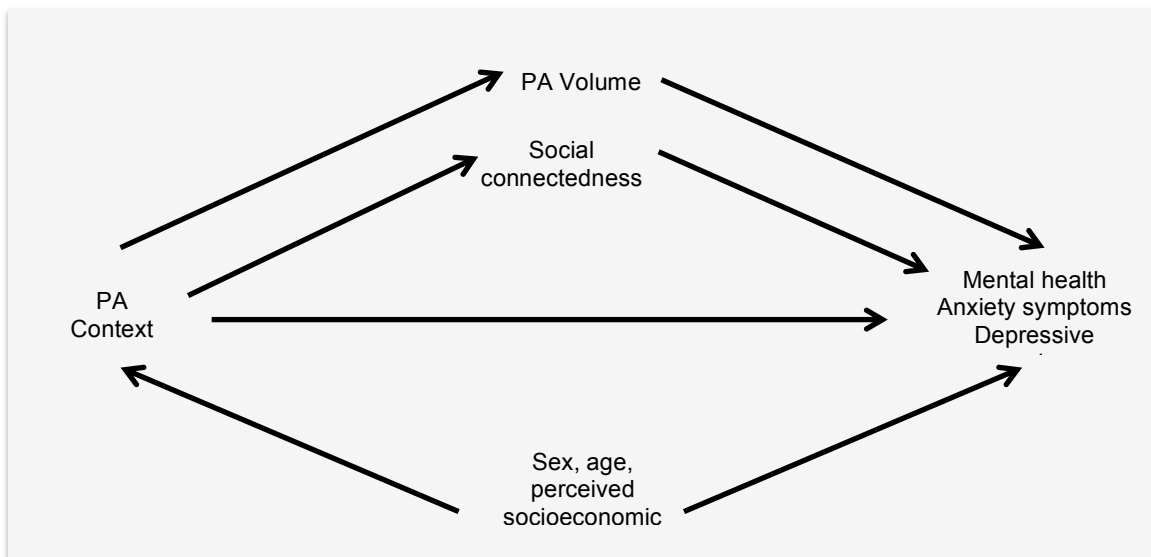 PA Volume
Social
connectedness
PA
Context
Mental health
Anxiety symptoms
Depressive
Sex, age,
perceived
socioeconomic